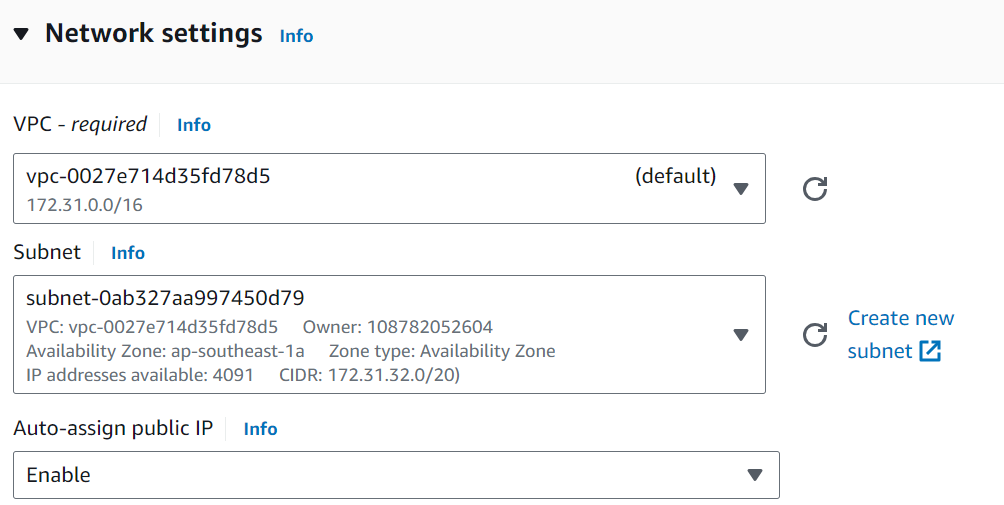 Network settings Info
VPC - required Info
vpc-0027e714d35fd78d5 (default)
172.31.0.0/16
Subnet Info
subnet-0ab327aa997450d79
VPC: vpc-0027e714d35fd78d5 Owner: 108782052604
Availability Zone: ap-southeast-1a Zone type: Availability Zone
IP addresses available: 4091 CIDR: 172.31.32.0/20)
Create new
subnet
Auto-assign public IP Info
Enable